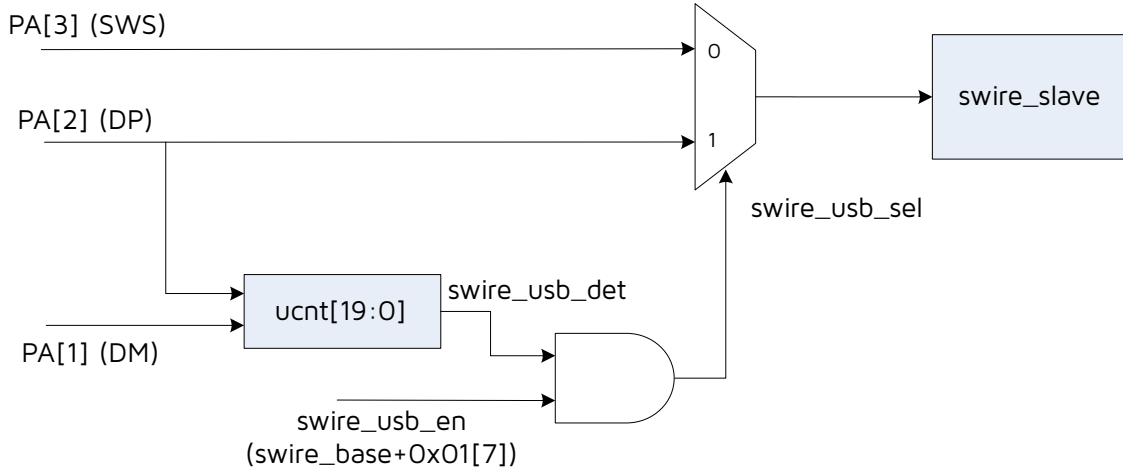 PA[3] (SWS)
0
swire_slave
PA[2] (DP)
1
swire_usb_sel
swire_usb_det
ucnt[19:0]
PA[1] (DM)
swire_usb_en
(swire_base+0x01[7])